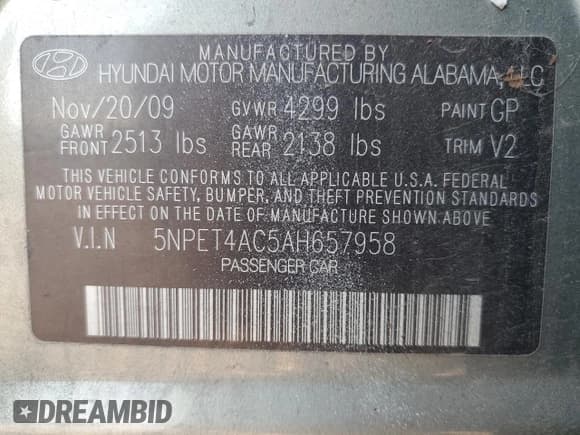 MANUFACTURED BY
HYUNDAI MOTOR MANUFACTURING ALABAMA, LLC
Nov/20/09 GVWR 4299 lbs PAINT GP
GAWR FRONT 2513 lbs GAWR REAR 2138 lbs TRIM V2
THIS VEHICLE CONFORMS TO ALL APPLICABLE U.S.A. FEDERAL
MOTOR VEHICLE SAFETY, BUMPER, AND THEFT PREVENTION STANDARDS
IN EFFECT ON THE DATE OF MANUFACTURE SHOWN ABOVE
V.I.N 5NPET4AC5AH657958
PASSENGER CAR
DREAMBID